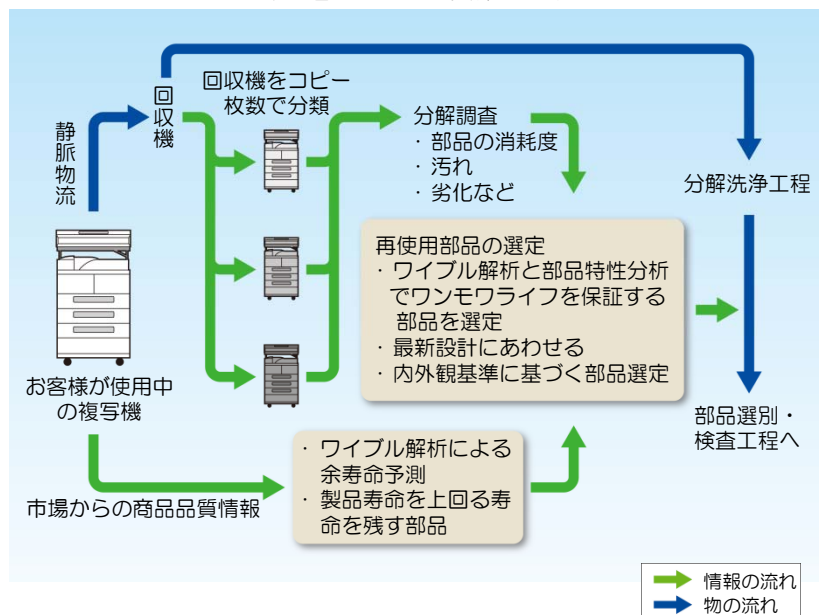 静脈物流
回収機
回収機をコピー
枚数で分類
分解調査
・部品の消耗度
・汚れ
・劣化など
分解洗浄工程
再使用部品の選定
・ワイブル解析と部品特性分析
でワンモワライフを保証する
部品を選定
・最新設計にあわせる
・内外観基準に基づく部品選定
お客様が使用中
の複写機
部品選別・
検査工程へ
市場からの商品品質情報
・ワイブル解析による
余寿命予測
・製品寿命を上回る寿
命を残す部品
情報の流れ
物の流れ